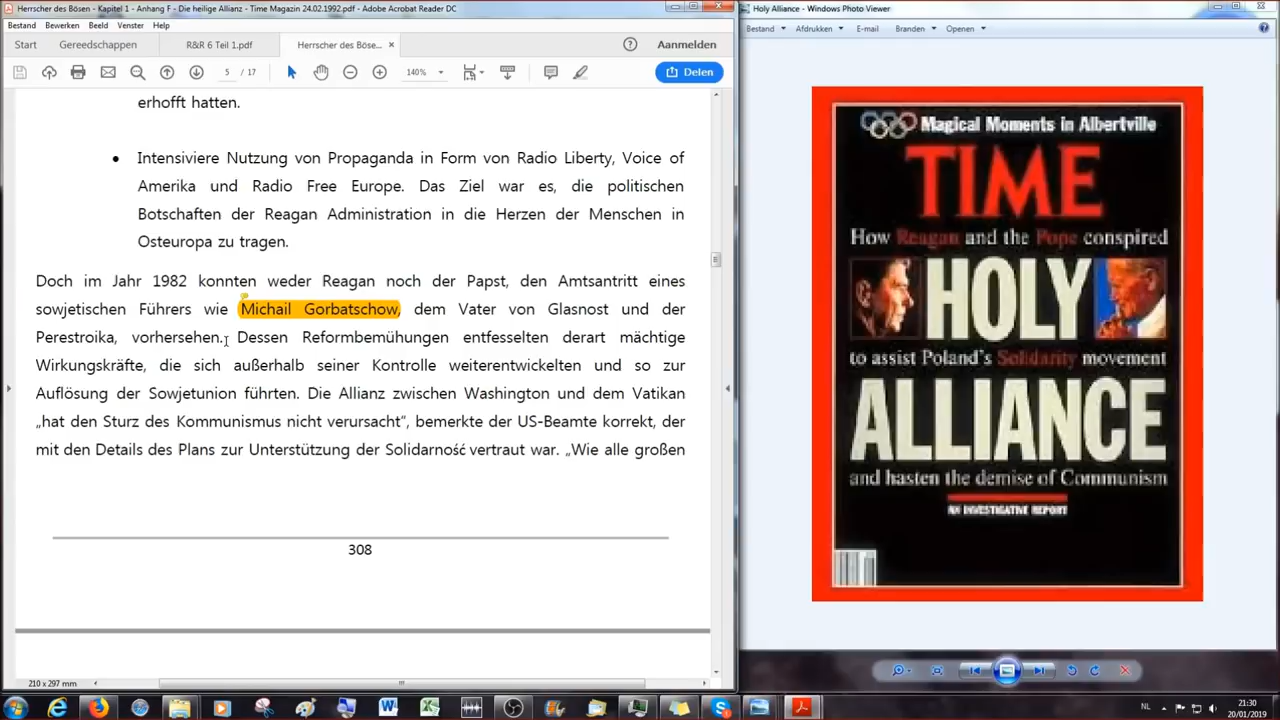 Herrscher des Bösen - Kapitel 1 - Anhang F - Die heilige Allianz - Time Magazin 24.02.1992.pdf - Adobe Acrobat Reader DC
Bestand Bewerken Beeld Venster Help
Start Gereedschappen R&R 6 Teil 1.pdf Herrscher des Böse... × Aanmelden
5 / 17 140% Delen
erhofft hatten.
• Intensiviere Nutzung von Propaganda in Form von Radio Liberty, Voice of
Amerika und Radio Free Europe. Das Ziel war es, die politischen
Botschaften der Reagan Administration in die Herzen der Menschen in
Osteuropa zu tragen.
Doch im Jahr 1982 konnten weder Reagan noch der Papst, den Amtsantritt eines
sowjetischen Führers wie Michail Gorbatschow, dem Vater von Glasnost und der
Perestroika, vorhersehen. Dessen Reformbemühungen entfesselten derart mächtige
Wirkungskräfte, die sich außerhalb seiner Kontrolle weiterentwickelten und so zur
Auflösung der Sowjetunion führten. Die Allianz zwischen Washington und dem Vatikan
„hat den Sturz des Kommunismus nicht verursacht“, bemerkte der US-Beamte korrekt, der
mit den Details des Plans zur Unterstützung der Solidarność vertraut war. „Wie alle großen
308
210 x 297 mm
Holy Alliance - Windows Photo Viewer
Bestand Afdrukken E-mail Branden Openen
Magical Moments in Albertville
TIME
How Reagan and the Pope conspired
HOLY
to assist Poland's Solidarity movement
ALLIANCE
and hasten the demise of Communism
AN INVESTIGATIVE REPORT
NL 21:30
20/01/2019